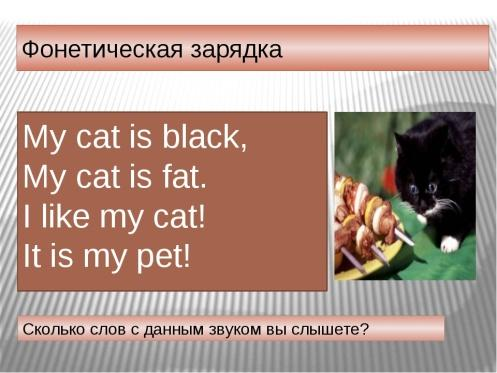 Фонетическая зарядка
My cat is black,
My cat is fat.
I like my cat!
It is my pet!
Сколько слов с данным звуком вы слышете?